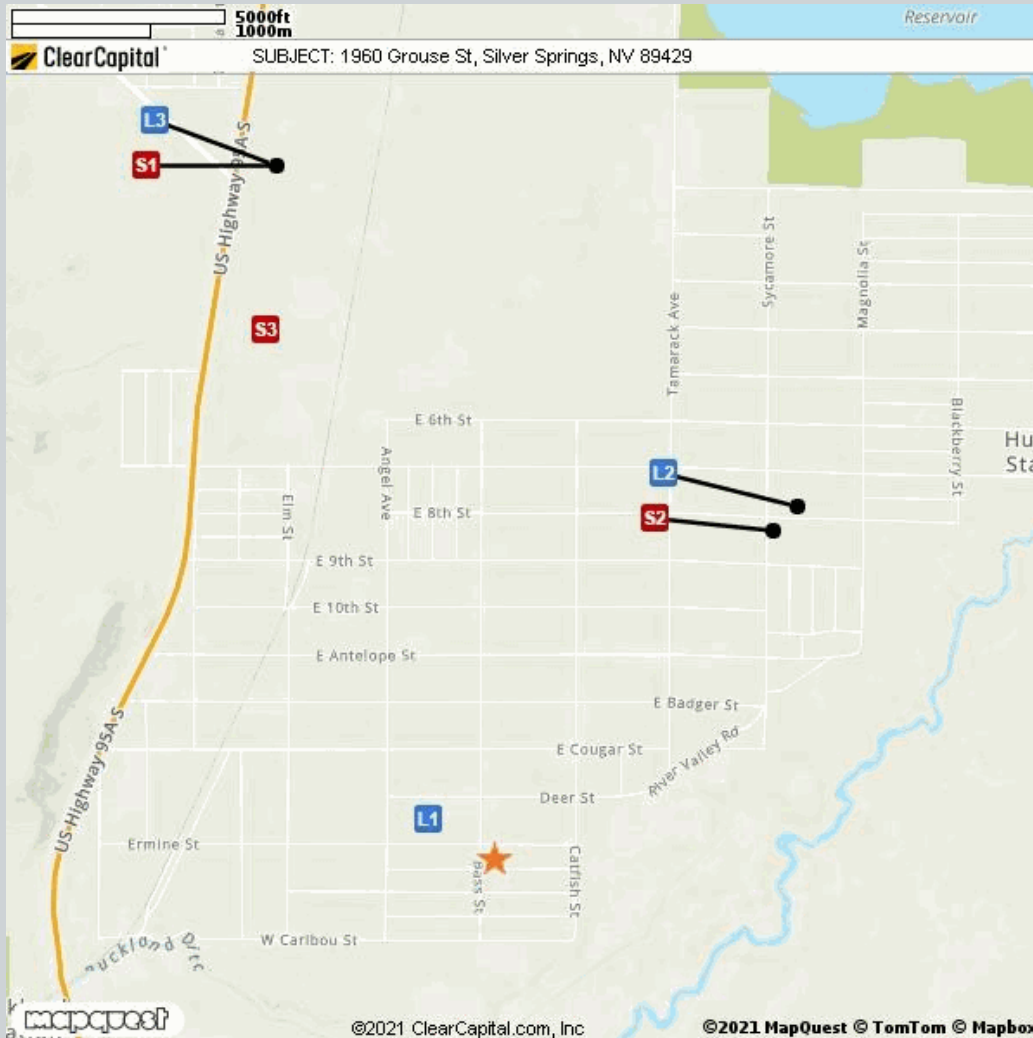 5000ft
1000m
Reservoir
ClearCapital
SUBJECT: 1960 Grouse St, Silver Springs, NV 89429
L3
S1
US Highway 95A S
S3
Sycamore St
Magnolia St
Tamarack Ave
Blackberry St
E 6th St
Angel Ave
Elm St
L2
S2
E 8th St
E 9th St
E 10th St
E Antelope St
E Badger St
E Cougar St
River Valley Rd
US Highway 95A S
Deer St
L1
Ermine St
Bass St
Catfish St
W Caribou St
mapquest
©2021 ClearCapital.com, Inc
©2021 MapQuest © TomTom © Mapbox